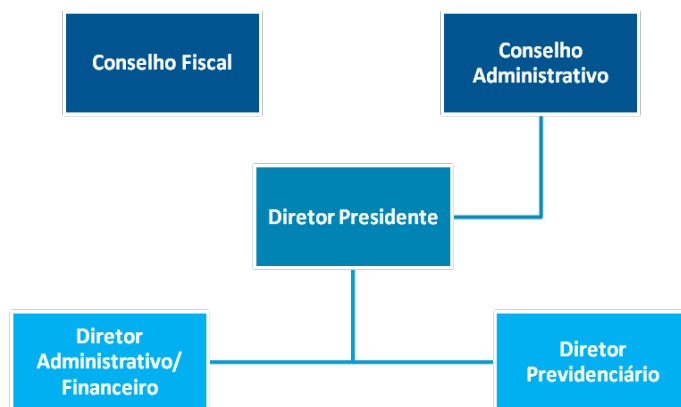 Conselho Fiscal
Conselho
Administrativo
Diretor Presidente
Diretor
Administrativo/
Financeiro
Diretor
Previdenciário